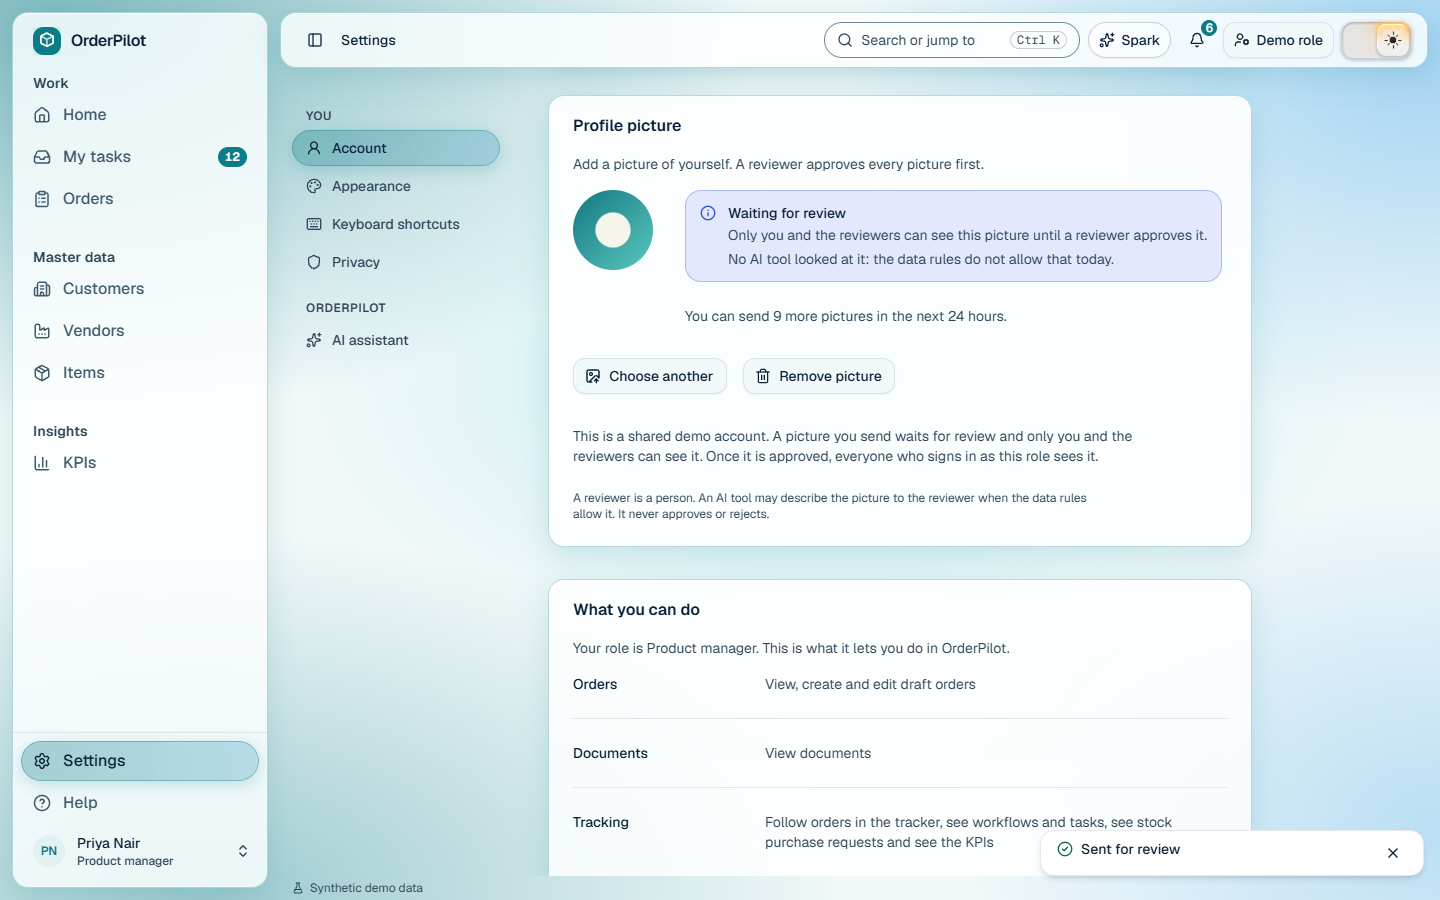 OrderPilot
Work
Home
My tasks
12
Orders
Master data
Customers
Vendors
Items
Insights
KPIs
Settings
Help
PN
Priya Nair
Product manager
Settings
Search or jump to
Ctrl K
Spark
6
Demo role
YOU
Account
Appearance
Keyboard shortcuts
Privacy
ORDERPILOT
AI assistant
Profile picture
Add a picture of yourself. A reviewer approves every picture first.
Waiting for review
Only you and the reviewers can see this picture until a reviewer approves it.
No AI tool looked at it: the data rules do not allow that today.
You can send 9 more pictures in the next 24 hours.
Choose another
Remove picture
This is a shared demo account. A picture you send waits for review and only you and the
reviewers can see it. Once it is approved, everyone who signs in as this role sees it.
A reviewer is a person. An AI tool may describe the picture to the reviewer when the data rules
allow it. It never approves or rejects.
What you can do
Your role is Product manager. This is what it lets you do in OrderPilot.
Orders
View, create and edit draft orders
Documents
View documents
Tracking
Follow orders in the tracker, see workflows and tasks, see stock
purchase requests and see the KPIs
Sent for review
Synthetic demo data